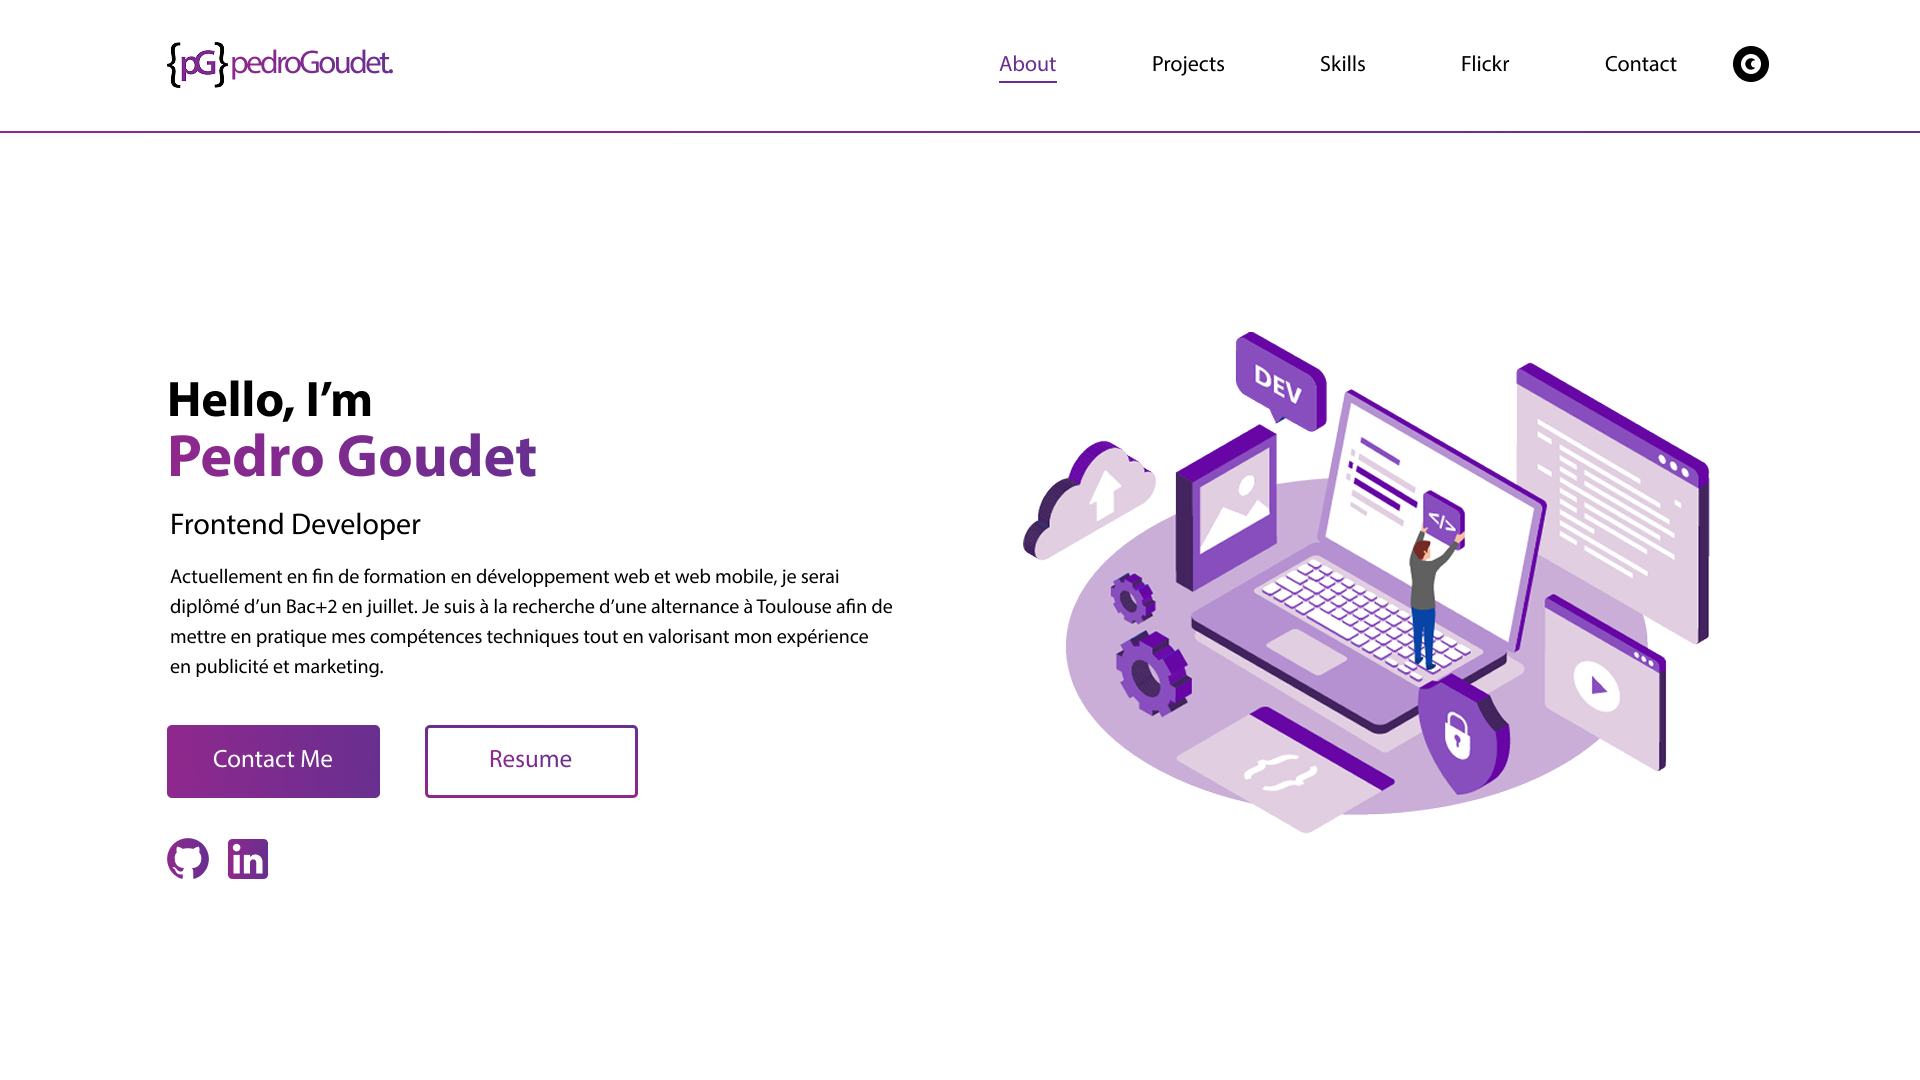 {pG} pedroGoudet.
About Projects Skills Flickr Contact
Hello, I’m
Pedro Goudet
Frontend Developer
Actuellement en fin de formation en développement web et web mobile, je serai
diplômé d’un Bac+2 en juillet. Je suis à la recherche d’une alternance à Toulouse afin de
mettre en pratique mes compétences techniques tout en valorisant mon expérience
en publicité et marketing.
Contact Me
Resume
in
DEV
</>
{/}